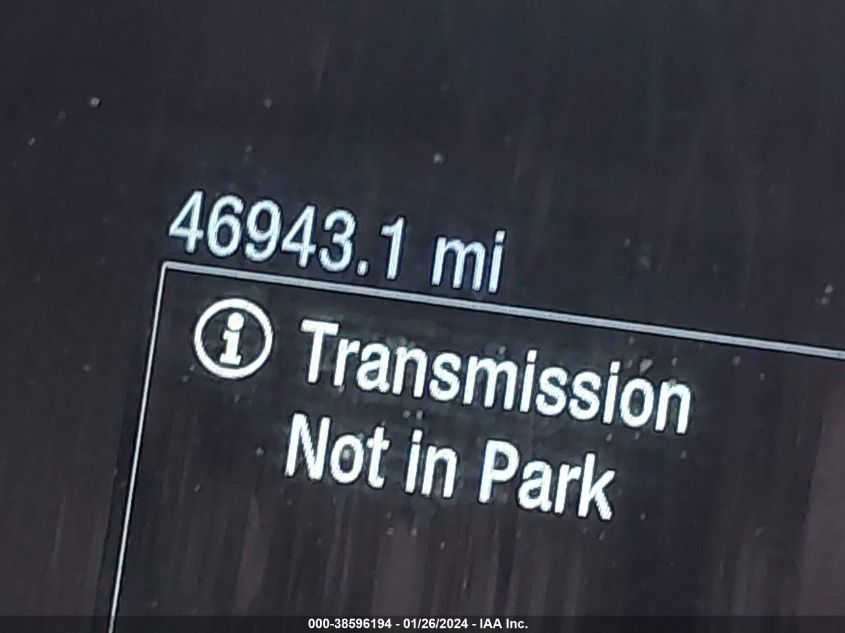 46943.1 mi
i Transmission
Not in Park
000-38596194 - 01/26/2024 - IAA Inc.